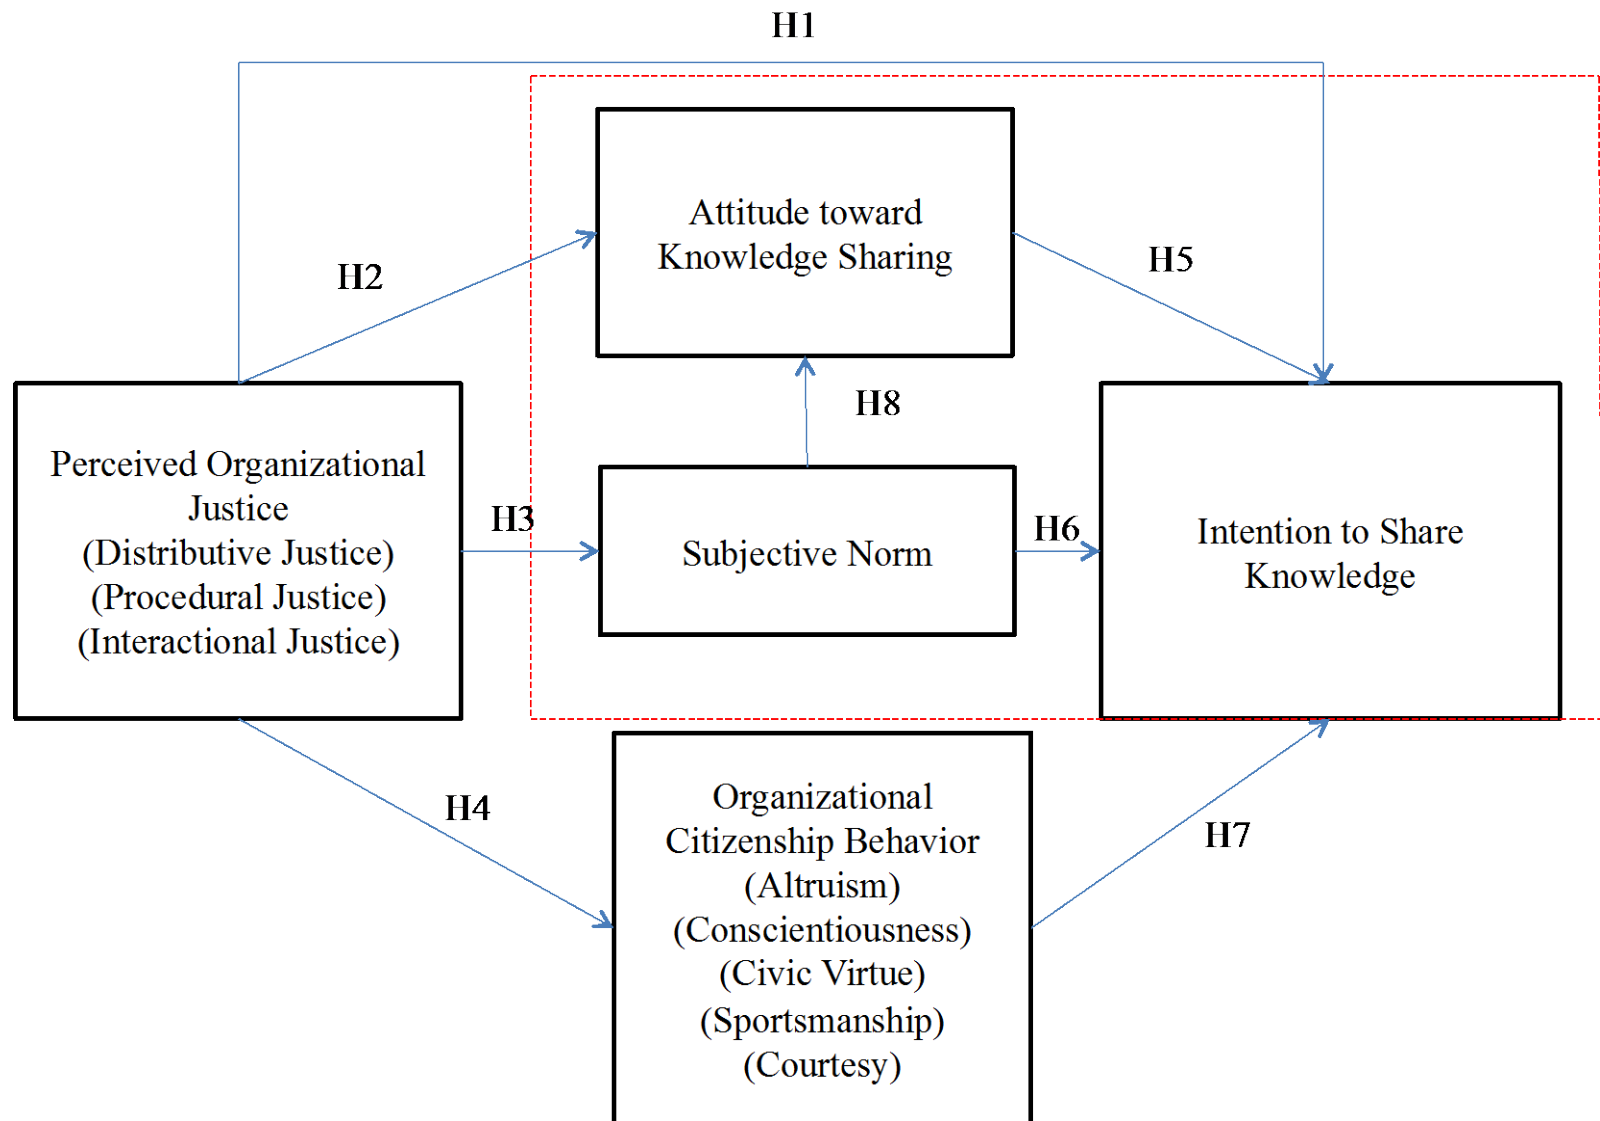 H1
Attitude toward
Knowledge Sharing
H2
H5
H8
Perceived Organizational
Justice
(Distributive Justice)
(Procedural Justice)
(Interactional Justice)
H3
Subjective Norm
H6
Intention to Share
Knowledge
H4
Organizational
Citizenship Behavior
(Altruism)
(Conscientiousness)
(Civic Virtue)
(Sportsmanship)
(Courtesy)
H7